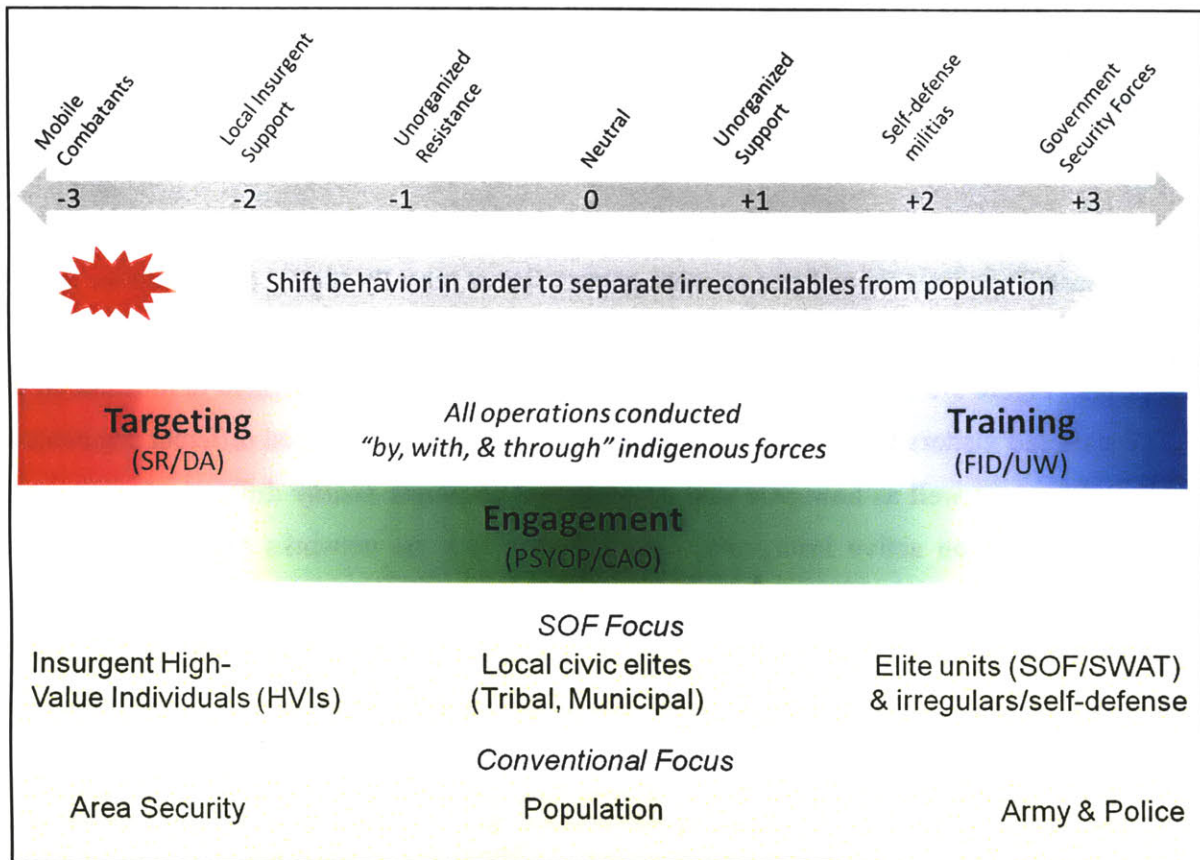 Mobile
Combatants
Local Insurgent
Support
Unorganized
Resistance
Neutral
Unorganized
Support
Self-defense
militias
Government
Security Forces
-3 -2 -1 0 +1 +2 +3
Shift behavior in order to separate irreconcilables from population
Targeting
(SR/DA)
All operations conducted
"by, with, & through" indigenous forces
Training
(FID/UW)
Engagement
(PSYOP/CAO)
SOF Focus
Insurgent High-
Value Individuals (HVIs)
Local civic elites
(Tribal, Municipal)
Elite units (SOF/SWAT)
& irregulars/self-defense
Conventional Focus
Area Security
Population
Army & Police